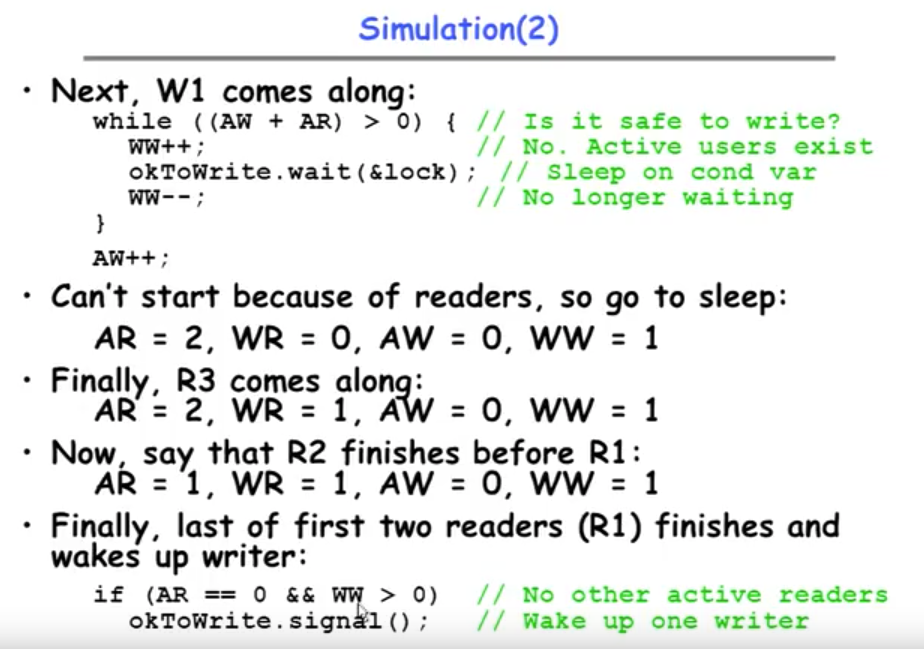 Simulation(2)
• Next, W1 comes along:
while ((AW + AR) > 0) { // Is it safe to write?
WW++; // No. Active users exist
okToWrite.wait(&lock); // Sleep on cond var
WW--; // No longer waiting
}
AW++;
• Can't start because of readers, so go to sleep:
AR = 2, WR = 0, AW = 0, WW = 1
• Finally, R3 comes along:
AR = 2, WR = 1, AW = 0, WW = 1
• Now, say that R2 finishes before R1:
AR = 1, WR = 1, AW = 0, WW = 1
• Finally, last of first two readers (R1) finishes and
wakes up writer:
if (AR == 0 && WW > 0) // No other active readers
okToWrite.signal(); // Wake up one writer